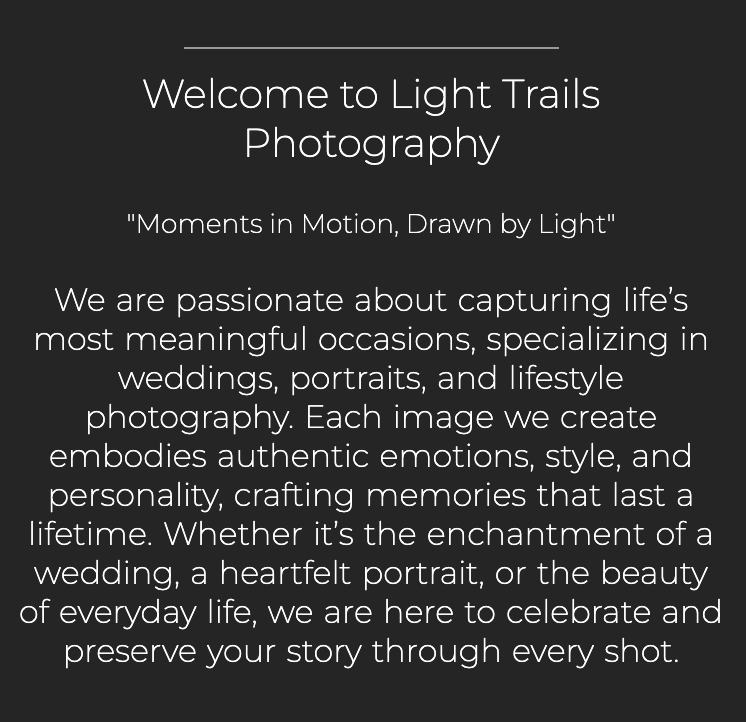 Welcome to Light Trails
Photography
"Moments in Motion, Drawn by Light"
We are passionate about capturing life’s
most meaningful occasions, specializing in
weddings, portraits, and lifestyle
photography. Each image we create
embodies authentic emotions, style, and
personality, crafting memories that last a
lifetime. Whether it’s the enchantment of a
wedding, a heartfelt portrait, or the beauty
of everyday life, we are here to celebrate and
preserve your story through every shot.